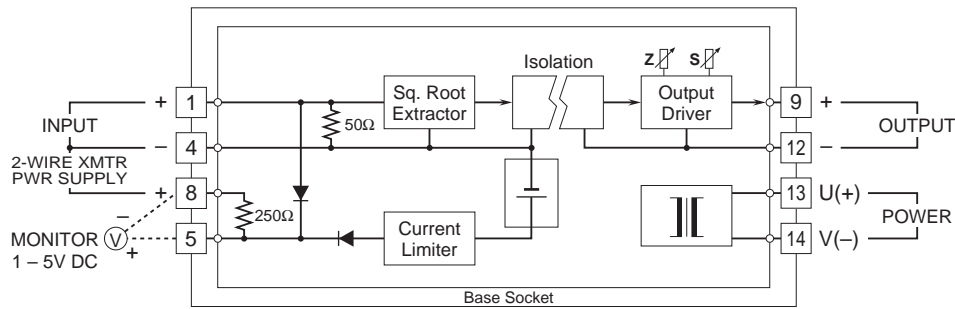 Isolation
Z S
+ 1
Sq. Root
Extractor
50Ω
Output
Driver
9 +
INPUT
OUTPUT
− 4
12 −
2-WIRE XMTR
PWR SUPPLY
+ 8
13 U(+)
−
250Ω
POWER
MONITOR V
+
5
Current
Limiter
14 V(−)
1 – 5V DC
Base Socket